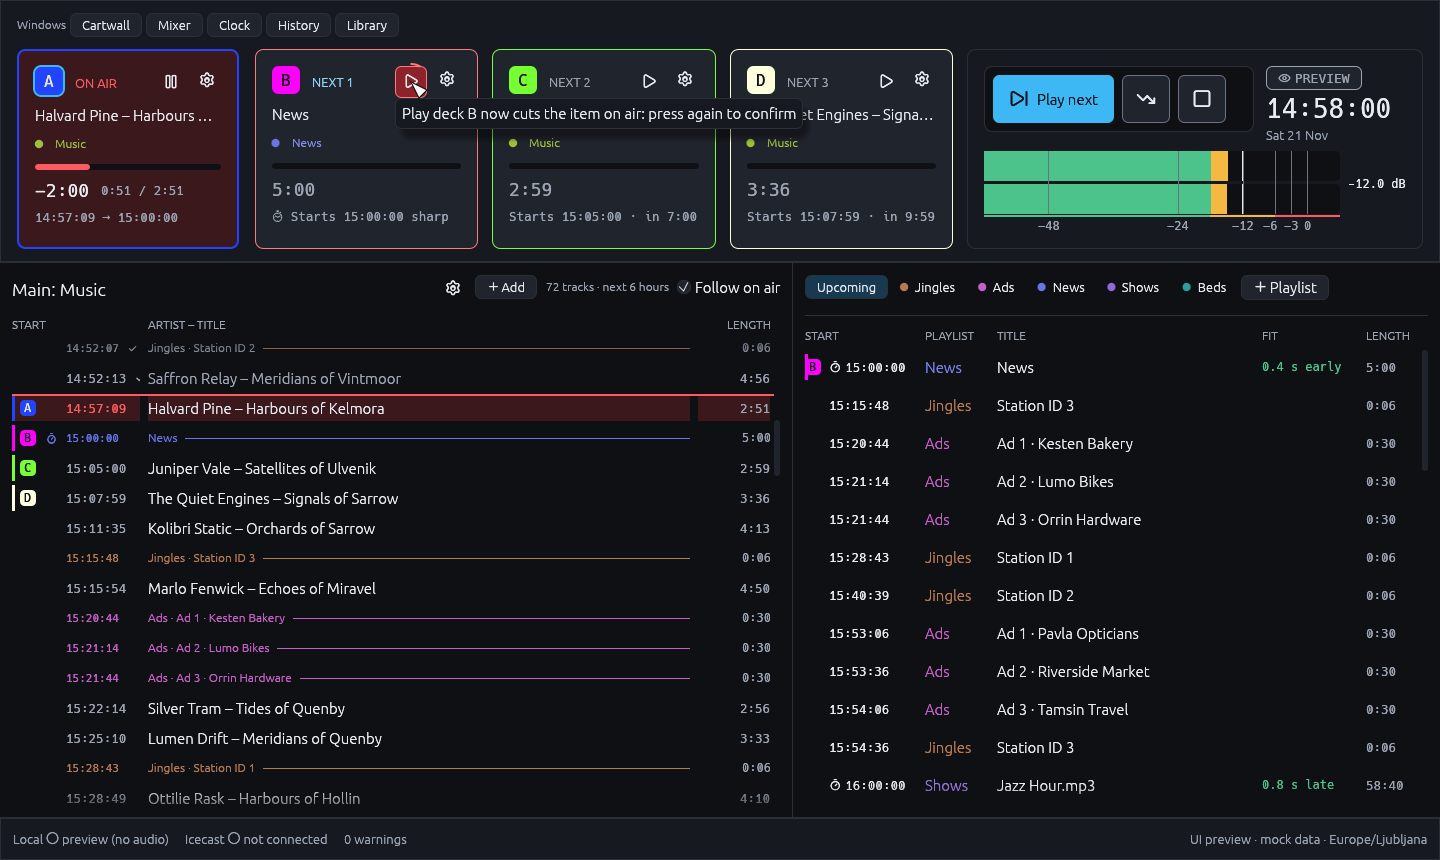 Windows Cartwall Mixer Clock History Library
A ON AIR
Halvard Pine – Harbours ...
Music
−2:00 0:51 / 2:51
14:57:09 → 15:00:00
B NEXT 1
News
News
5:00
Starts 15:00:00 sharp
Play deck B now cuts the item on air: press again to confirm
C NEXT 2
Music
2:59
Starts 15:05:00 · in 7:00
D NEXT 3
et Engines – Signa...
Music
3:36
Starts 15:07:59 · in 9:59
Play next
PREVIEW
14:58:00
Sat 21 Nov
-12.0 dB
−48 −24 −12 −6 −3 0
Main: Music
+ Add 72 tracks · next 6 hours Follow on air
START ARTIST – TITLE LENGTH
14:52:07 Jingles · Station ID 2 0:06
14:52:13 Saffron Relay – Meridians of Vintmoor 4:56
A 14:57:09 Halvard Pine – Harbours of Kelmora 2:51
B 15:00:00 News 5:00
C 15:05:00 Juniper Vale – Satellites of Ulvenik 2:59
D 15:07:59 The Quiet Engines – Signals of Sarrow 3:36
15:11:35 Kolibri Static – Orchards of Sarrow 4:13
15:15:48 Jingles · Station ID 3 0:06
15:15:54 Marlo Fenwick – Echoes of Miravel 4:50
15:20:44 Ads · Ad 1 · Kesten Bakery 0:30
15:21:14 Ads · Ad 2 · Lumo Bikes 0:30
15:21:44 Ads · Ad 3 · Orrin Hardware 0:30
15:22:14 Silver Tram – Tides of Quenby 2:56
15:25:10 Lumen Drift – Meridians of Quenby 3:33
15:28:43 Jingles · Station ID 1 0:06
15:28:49 Ottilie Rask – Harbours of Hollin 4:10
Upcoming Jingles Ads News Shows Beds + Playlist
START PLAYLIST TITLE FIT LENGTH
B 15:00:00 News News 0.4 s early 5:00
15:15:48 Jingles Station ID 3 0:06
15:20:44 Ads Ad 1 · Kesten Bakery 0:30
15:21:14 Ads Ad 2 · Lumo Bikes 0:30
15:21:44 Ads Ad 3 · Orrin Hardware 0:30
15:28:43 Jingles Station ID 1 0:06
15:40:39 Jingles Station ID 2 0:06
15:53:06 Ads Ad 1 · Pavla Opticians 0:30
15:53:36 Ads Ad 2 · Riverside Market 0:30
15:54:06 Ads Ad 3 · Tamsin Travel 0:30
15:54:36 Jingles Station ID 3 0:06
16:00:00 Shows Jazz Hour.mp3 0.8 s late 58:40
Local preview (no audio) Icecast not connected 0 warnings
UI preview · mock data · Europe/Ljubljana